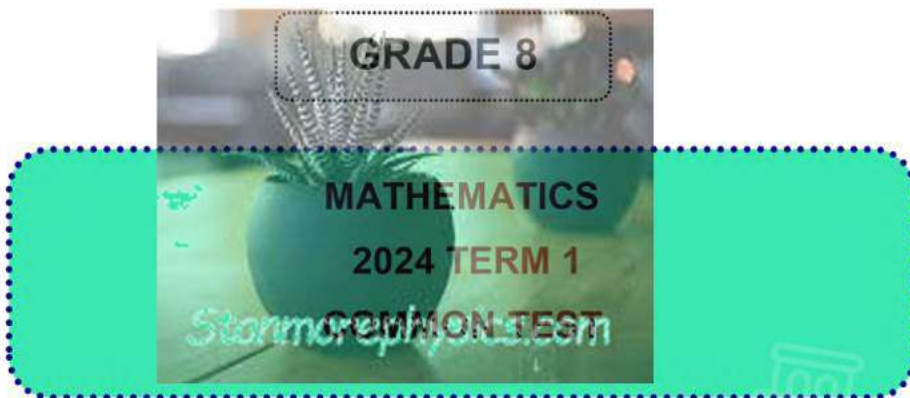 GRADE 8
MATHEMATICS
2024 TERM 1
COMMON TEST
Stanmorephysics.com